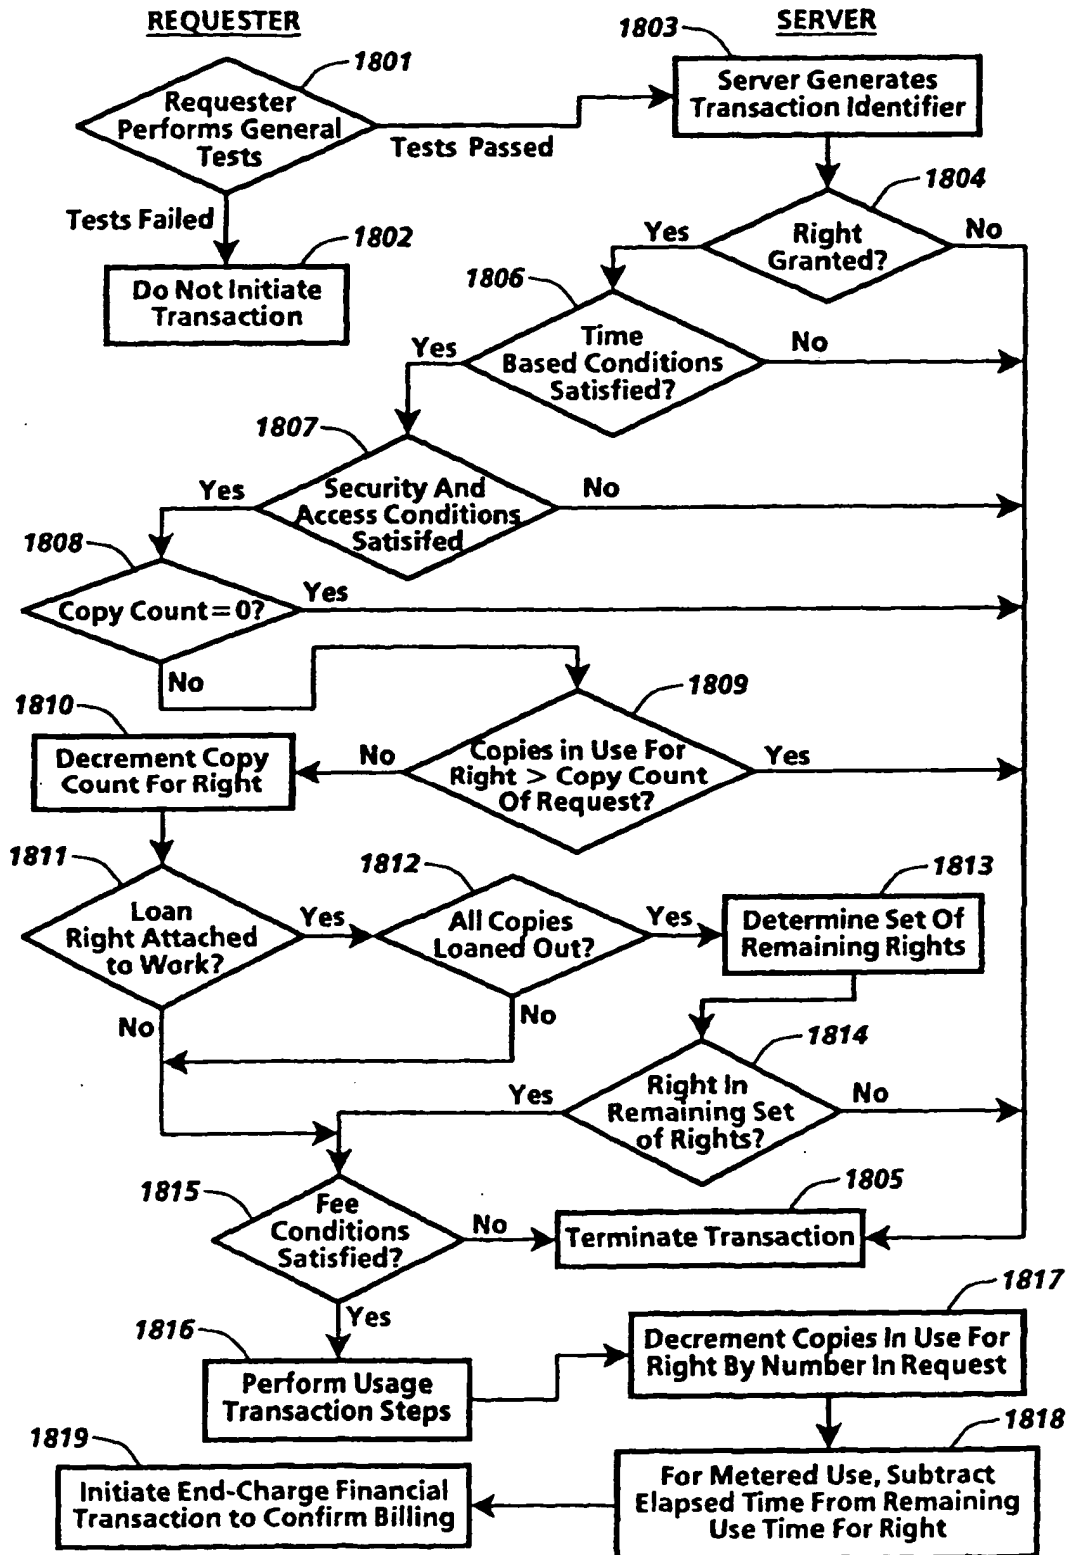 REQUESTER
SERVER
1801
Requester
Performs General
Tests
Tests Passed
1803
Server Generates
Transaction Identifier
Tests Failed
1802
Do Not Initiate
Transaction
1804
Right
Granted?
Yes
No
1806
Time
Based Conditions
Satisfied?
Yes
No
1807
Security And
Access Conditions
Satisifed
Yes
No
1808
Copy Count=0?
Yes
No
1809
Copies in Use For
Right > Copy Count
Of Request?
No
Yes
1810
Decrement Copy
Count For Right
1811
Loan
Right Attached
to Work?
Yes
No
1812
All Copies
Loaned Out?
Yes
No
1813
Determine Set Of
Remaining Rights
1814
Right In
Remaining Set
of Rights?
Yes
No
1815
Fee
Conditions
Satisfied?
No
Yes
1805
Terminate Transaction
1816
Perform Usage
Transaction Steps
1817
Decrement Copies In Use For
Right By Number In Request
1818
For Metered Use, Subtract
Elapsed Time From Remaining
Use Time For Right
1819
Initiate End-Charge Financial
Transaction to Confirm Billing